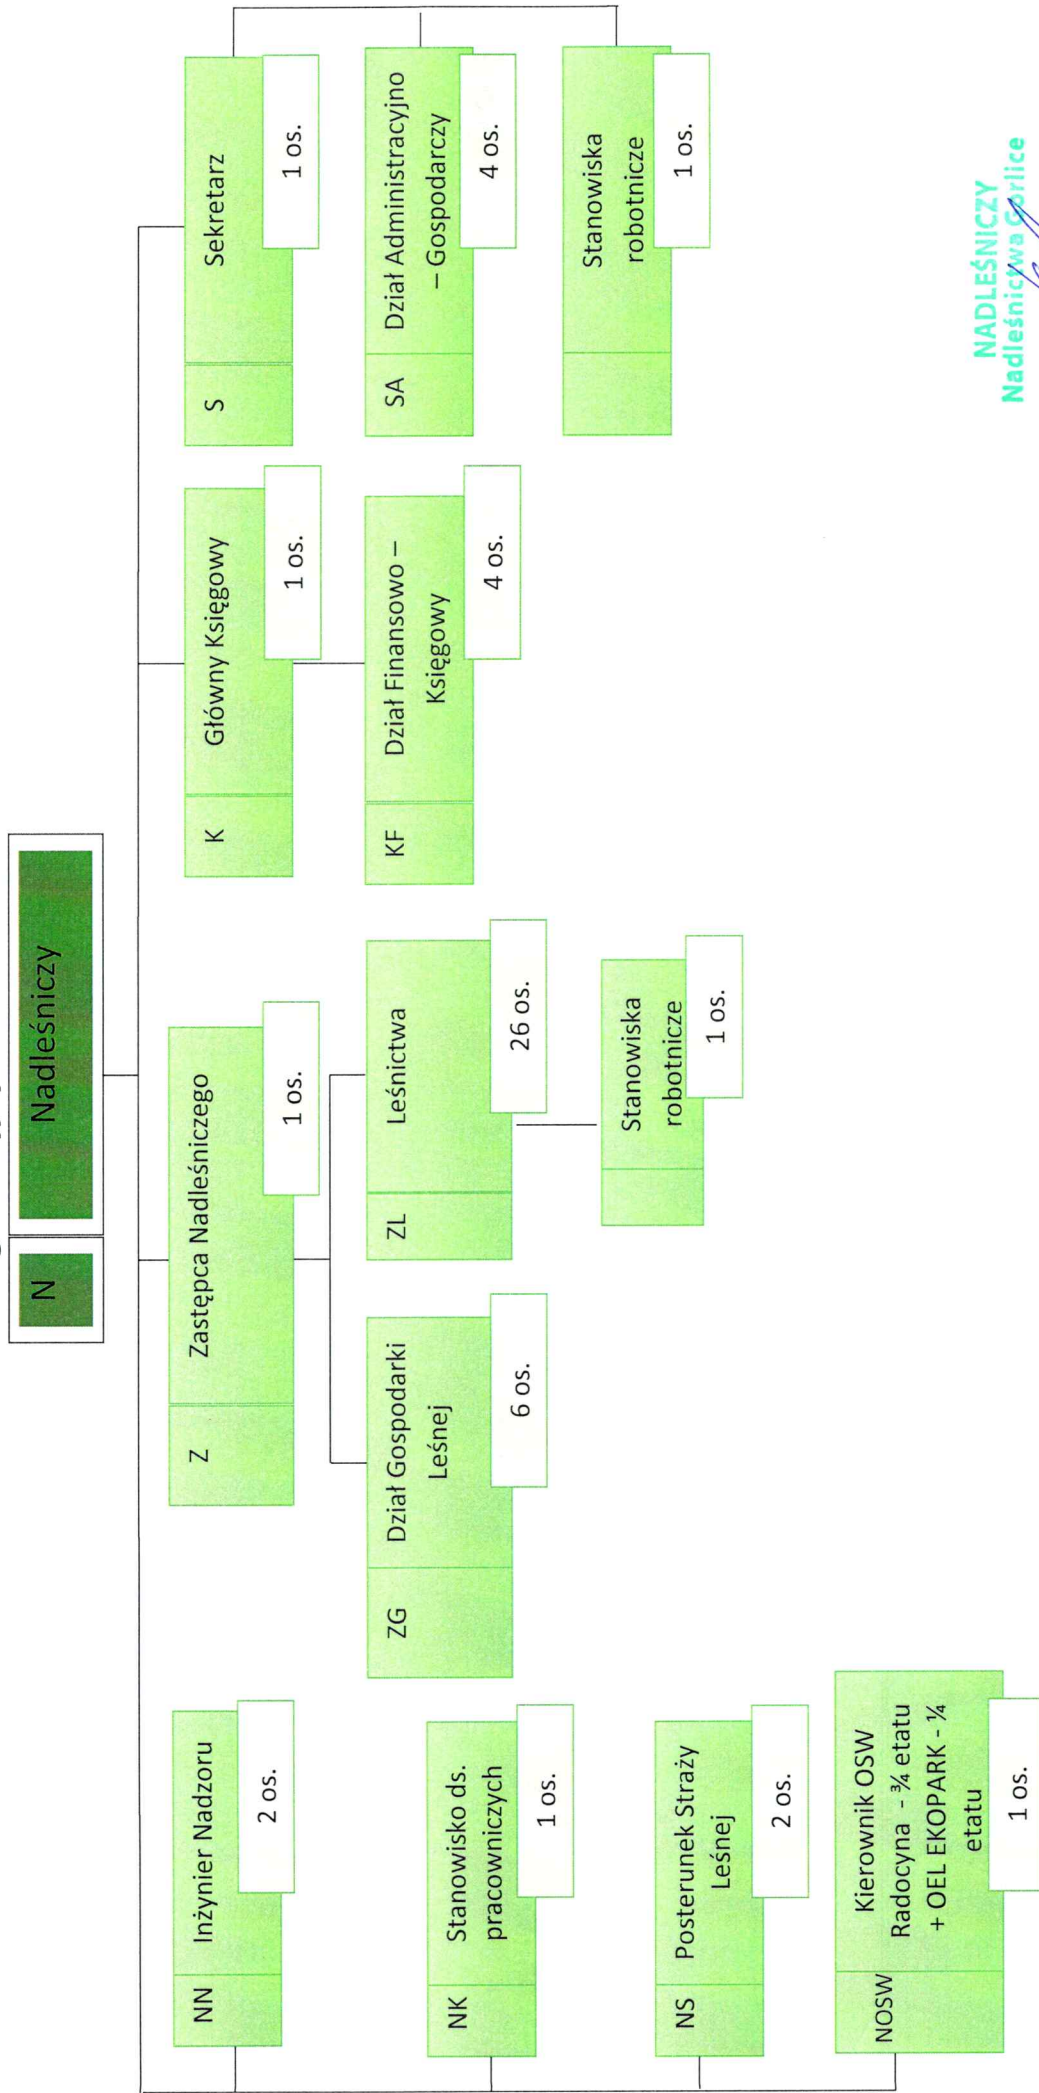 N
Nadleśniczy
NN
Inżynier Nadzoru
2 os.
NK
Stanowisko ds.
pracowniczych
1 os.
NS
Posterunek Straży
Leśnej
2 os.
NOSW
Kierownik OSW
Radocyna - ¾ etatu
+ OEL EKOPARK - ¼
etatu
1 os.
Z
Zastępca Nadleśniczego
1 os.
ZG
Dział Gospodarki
Leśnej
6 os.
ZL
Leśnictwa
26 os.
Stanowiska
robotnicze
1 os.
K
Główny Księgowy
1 os.
KF
Dział Finansowo –
Księgowy
4 os.
S
Sekretarz
1 os.
SA
Dział Administracyjno
– Gospodarczy
4 os.
Stanowiska
robotnicze
1 os.
NADLEŚNICZY
Nadleśnictwa Gorlice